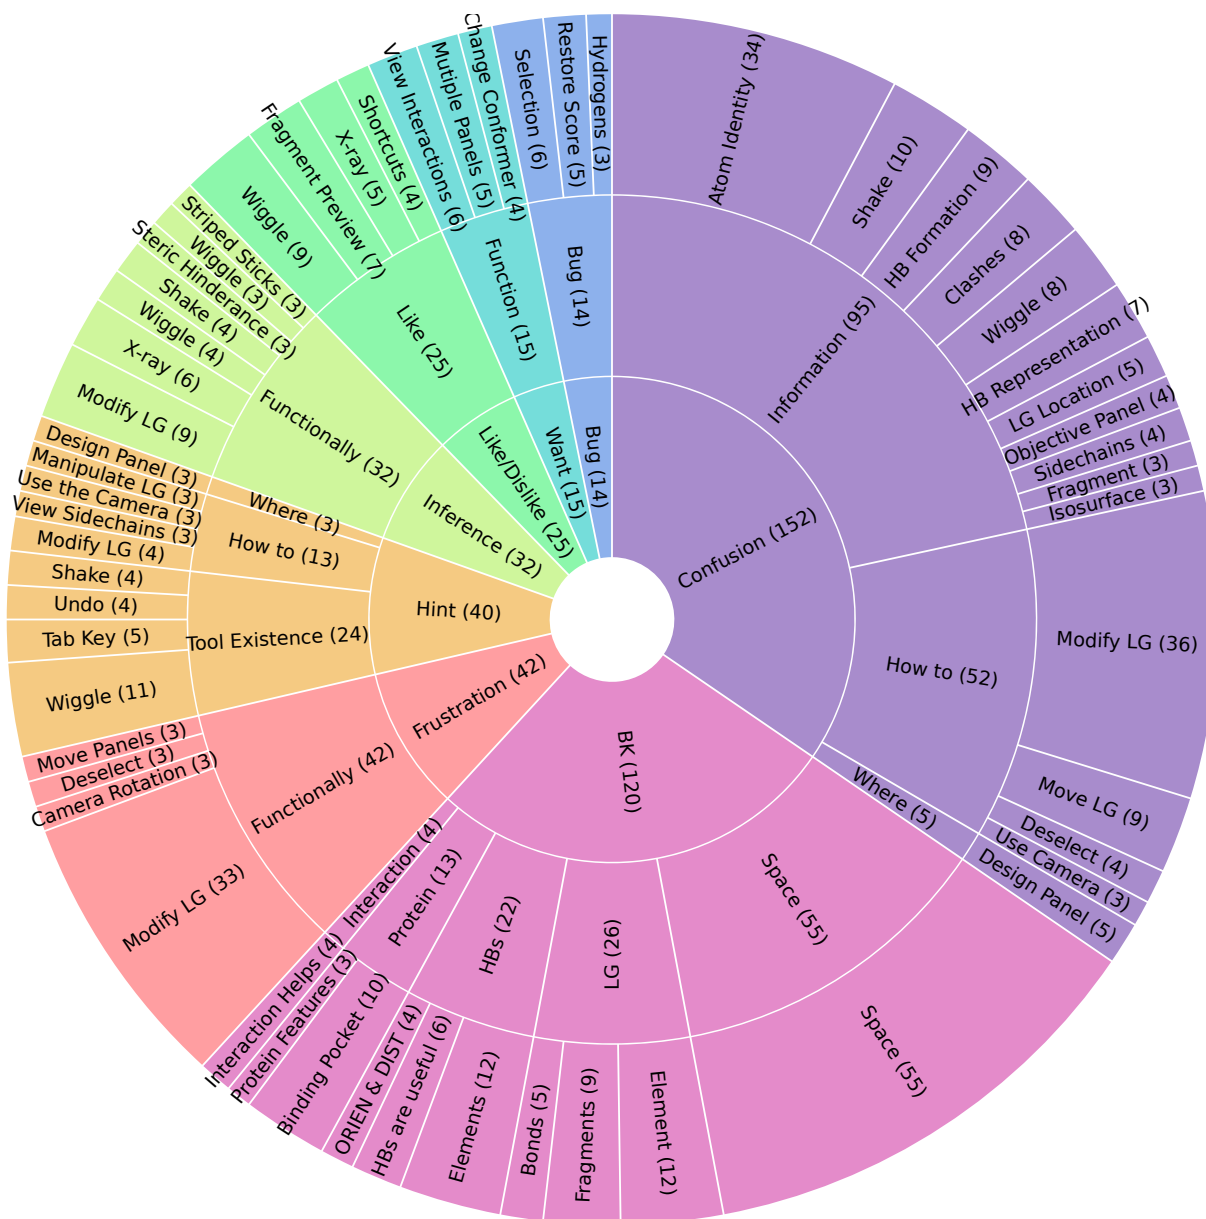 Confusion (152)
Information (95)
Atom Identity (34)
Shake (10)
HB Formation (9)
Clashes (8)
Wiggle (8)
HB Representation (7)
LG Location (5)
Objective Panel (4)
Sidechains (4)
Fragment (3)
Isosurface (3)
How to (52)
Modify LG (36)
Move LG (9)
Deselect (4)
Use Camera (3)
Where (5)
Design Panel (5)
BK (120)
Space (55)
Space (55)
LG (26)
Element (12)
Fragments (9)
Bonds (5)
HBs (22)
Elements (12)
HBs are useful (6)
ORIEN & DIST (4)
Protein (13)
Binding Pocket (10)
Protein Features (3)
Interaction (4)
Interaction Helps (4)
Frustration (42)
Functionally (42)
Modify LG (33)
Camera Rotation (3)
Deselect (3)
Move Panels (3)
Hint (40)
Tool Existence (24)
Wiggle (11)
Tab Key (5)
Undo (4)
Shake (4)
How to (13)
Modify LG (4)
View Sidechains (3)
Use the Camera (3)
Manipulate LG (3)
Where (3)
Design Panel (3)
Inference (32)
Functionally (32)
Modify LG (9)
X-ray (6)
Wiggle (4)
Shake (4)
Steric Hinderance (3)
Wiggle (3)
Striped Sticks (3)
Like/Dislike (25)
Like (25)
Wiggle (9)
Fragment Preview (7)
X-ray (5)
Shortcuts (4)
Want (15)
Function (15)
View Interactions (6)
Mutiple Panels (5)
Change Conformer (4)
Bug (14)
Bug (14)
Selection (6)
Restore Score (5)
Hydrogens (3)